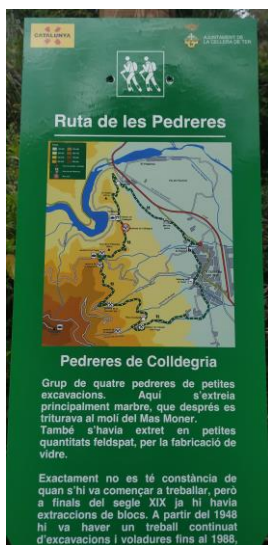 CATALUNYA
AJUNTAMENT DE
LA CELLERA DE TER
Ruta de les Pedreres
Pedreres de Colldegria
Grup de quatre pedreres de petites
excavacions. Aquí s'extreia
principalment marbre, que després es
triturava al molí del Mas Moner.
També s'havia extret en petites
quantitats feldspat, per la fabricació de
vidre.
Exactament no es té constància de
quan s'hi va començar a treballar, però
a finals del segle XIX ja hi havia
extraccions de blocs. A partir del 1948
hi va haver un treball continuat
d'excavacions i voladures fins al 1988,